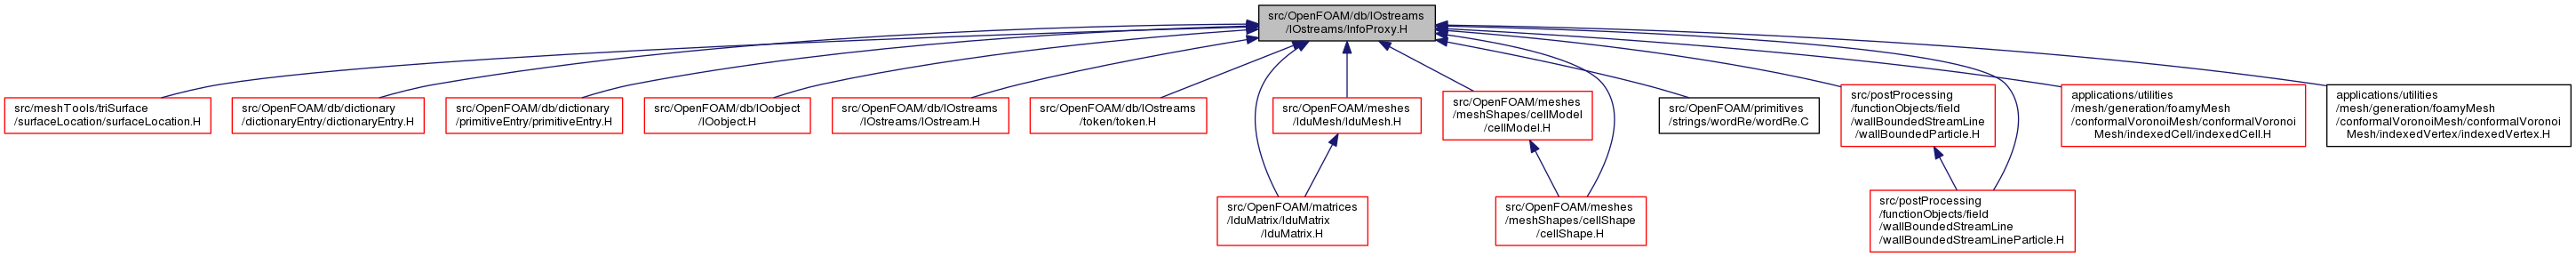 src/OpenFOAM/db/IOstreams
/IOstreams/InfoProxy.H
src/meshTools/triSurface
/surfaceLocation/surfaceLocation.H
src/OpenFOAM/db/dictionary
/dictionaryEntry/dictionaryEntry.H
src/OpenFOAM/db/dictionary
/primitiveEntry/primitiveEntry.H
src/OpenFOAM/db/IOobject
/IOobject.H
src/OpenFOAM/db/IOstreams
/IOstreams/IOstream.H
src/OpenFOAM/db/IOstreams
/token/token.H
src/OpenFOAM/meshes
/lduMesh/lduMesh.H
src/OpenFOAM/meshes
/meshShapes/cellModel
/cellModel.H
src/OpenFOAM/primitives
/strings/wordRe/wordRe.C
src/postProcessing
/functionObjects/field
/wallBoundedStreamLine
/wallBoundedParticle.H
applications/utilities
/mesh/generation/foamyMesh
/conformalVoronoiMesh/conformalVoronoi
Mesh/indexedCell/indexedCell.H
applications/utilities
/mesh/generation/foamyMesh
/conformalVoronoiMesh/conformalVoronoi
Mesh/indexedVertex/indexedVertex.H
src/OpenFOAM/matrices
/lduMatrix/lduMatrix
/lduMatrix.H
src/OpenFOAM/meshes
/meshShapes/cellShape
/cellShape.H
src/postProcessing
/functionObjects/field
/wallBoundedStreamLine
/wallBoundedStreamLineParticle.H